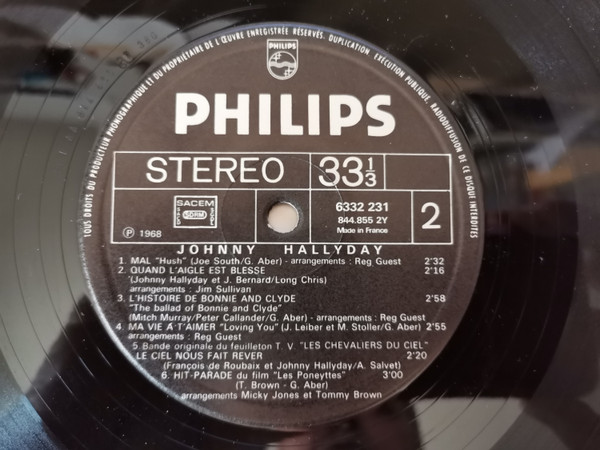 TOUS DROITS DU PRODUCTEUR PHONOGRAPHIQUE ET DU PROPRIÉTAIRE DE L'ŒUVRE ENREGISTRÉE RÉSERVÉS. DUPLICATION, EXÉCUTION PUBLIQUE, RADIODIFFUSION DE CE DISQUE INTERDITES
PHILIPS
PHILIPS
STEREO 33 1/3
SACEM
SDRM
6332 231
844.855 2Y
Made in France
2
Ⓟ 1968
JOHNNY HALLYDAY
1. MAL "Hush" (Joe South/G. Aber) - arrangements : Reg Guest 2'32
2. QUAND L'AIGLE EST BLESSE 2'16
(Johnny Hallyday et J. Bernard/Long Chris)
arrangements : Jim Sullivan
3. L'HISTOIRE DE BONNIE AND CLYDE 2'58
"The ballad of Bonnie and Clyde"
(Mitch Murray/Peter Callander/G. Aber) - arrangements : Reg Guest
4. MA VIE A T'AIMER "Loving You" (J. Leiber et M. Stoller/G. Aber) 2'55
arrangements : Reg Guest
5. Bande originale du feuilleton T. V. "LES CHEVALIERS DU CIEL"
LE CIEL NOUS FAIT REVER 2'20
(François de Roubaix et Johnny Hallyday/A. Salvet)
6. HIT-PARADE du film "Les Poneyttes" 3'00
(T. Brown - G. Aber)
arrangements Micky Jones et Tommy Brown